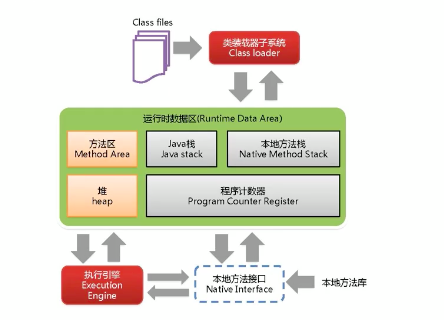 Class files
类装载器子系统
Class loader
运行时数据区(Runtime Data Area)
方法区
Method Area
Java栈
Java stack
本地方法栈
Native Method Stack
堆
heap
程序计数器
Program Counter Register
执行引擎
Execution
Engine
本地方法接口
Native Interface
本地方法库